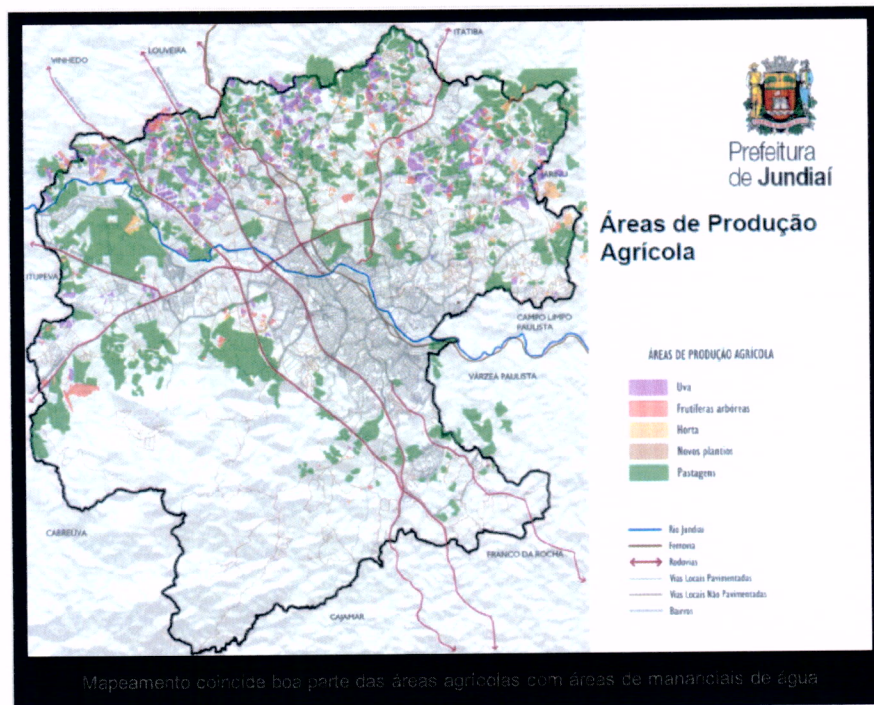 ITATIBA
LOUVEIRA
VINHEDO
JARINU
ITUPEVA
CAMPO LIMPO
PAULISTA
VÁRZEA PAULISTA
CABREÚVA
FRANCO DA ROCHA
CAJAMAR
Prefeitura
de Jundiaí
Áreas de Produção
Agrícola
ÁREAS DE PRODUÇÃO AGRÍCOLA
Uva
Frutíferas arbóreas
Horta
Novos plantios
Pastagens
Rio Jundiaí
Ferrovia
Rodovias
Vias Locais Pavimentadas
Vias Locais Não Pavimentadas
Bairros
Mapeamento coincide boa parte das áreas agrícolas com áreas de mananciais de água